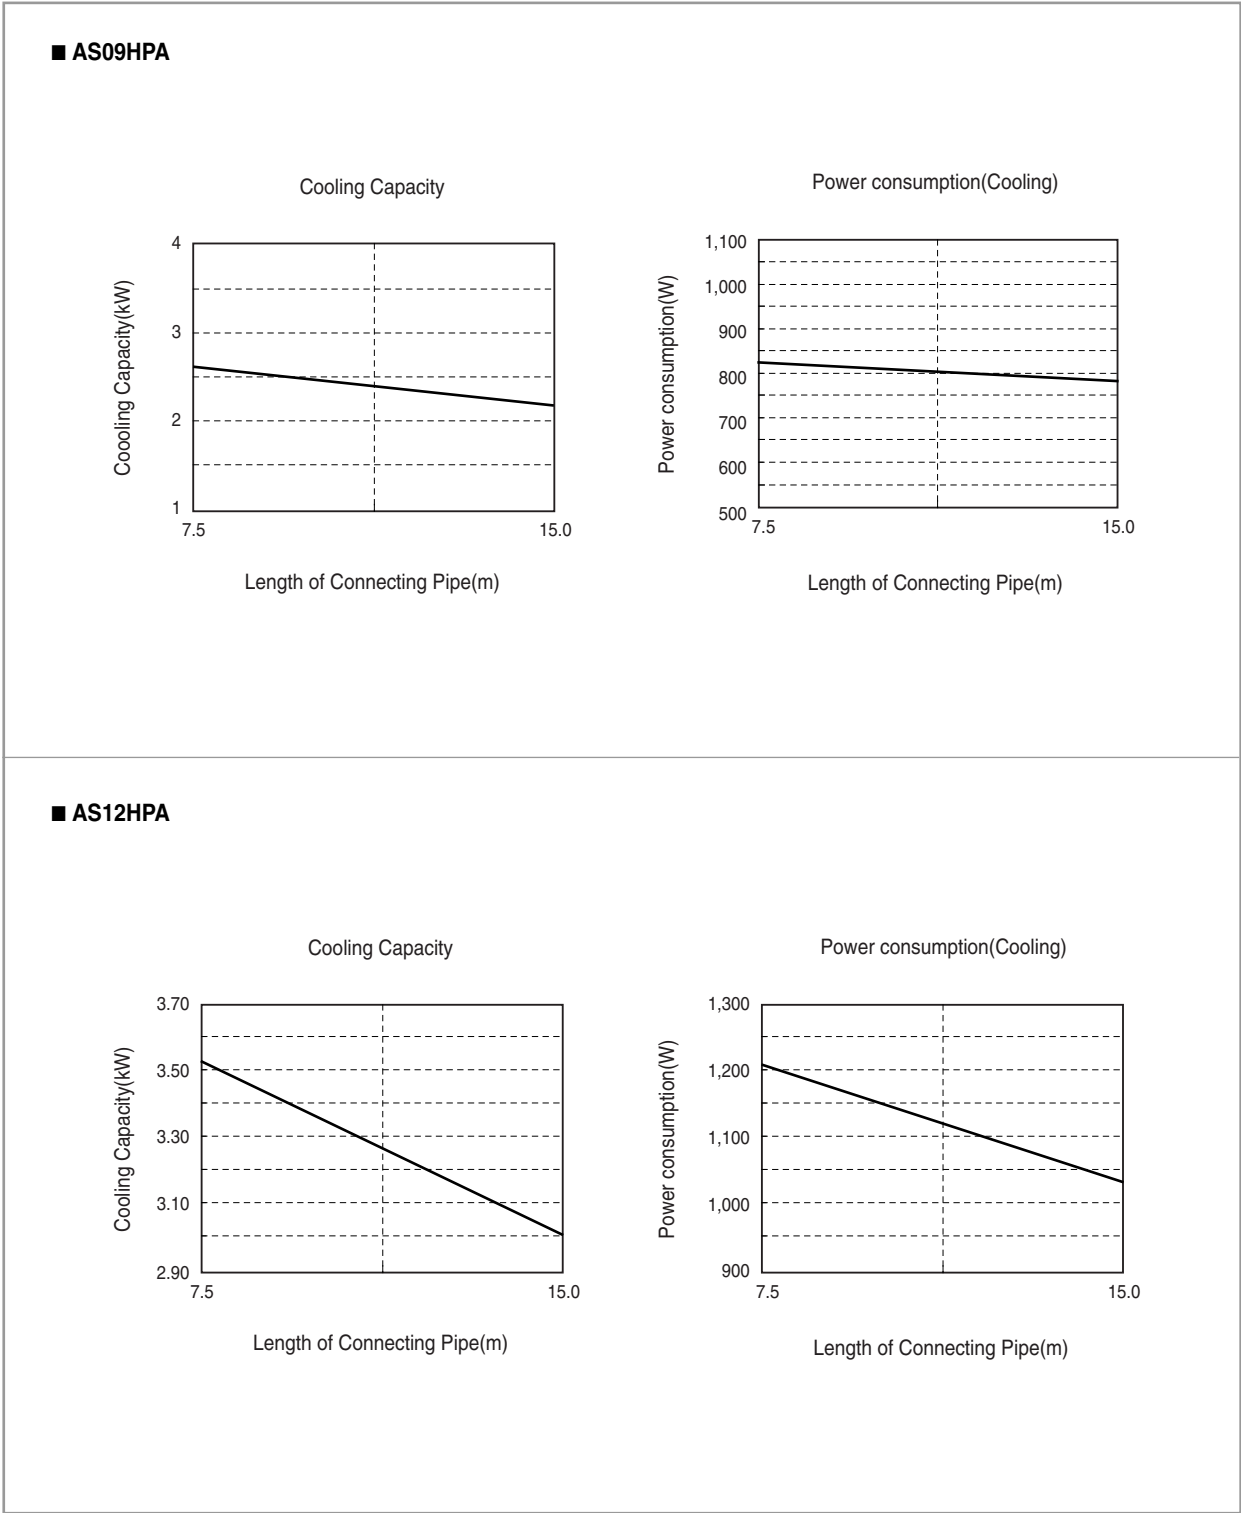 ■ AS09HPA
Cooling Capacity
Coooling Capacity(kW)
4
3
2
1
7.5
15.0
Length of Connecting Pipe(m)
Power consumption(Cooling)
Power consumption(W)
1,100
1,000
900
800
700
600
500
7.5
15.0
Length of Connecting Pipe(m)
■ AS12HPA
Cooling Capacity
Cooling Capacity(kW)
3.70
3.50
3.30
3.10
2.90
7.5
15.0
Length of Connecting Pipe(m)
Power consumption(Cooling)
Power consumption(W)
1,300
1,200
1,100
1,000
900
7.5
15.0
Length of Connecting Pipe(m)